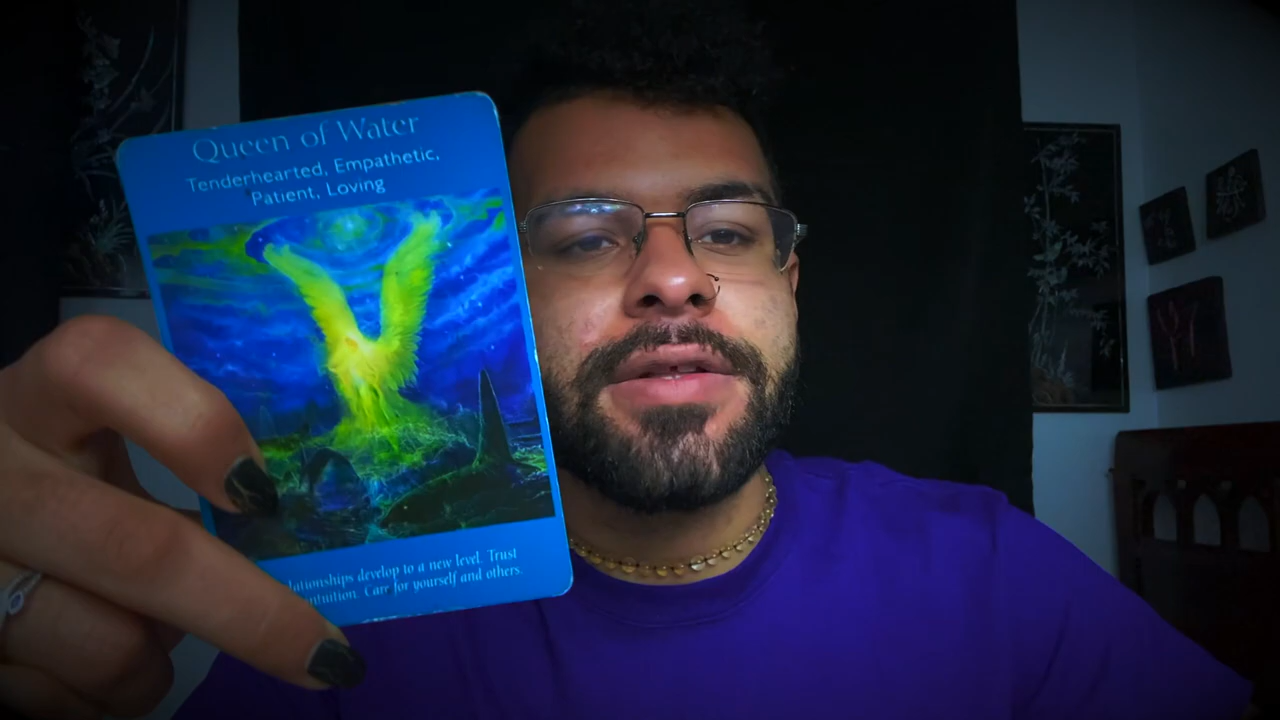 Queen of Water
Tenderhearted, Empathetic,
Patient, Loving
develop to a new level. Trust
Care for yourself and others.